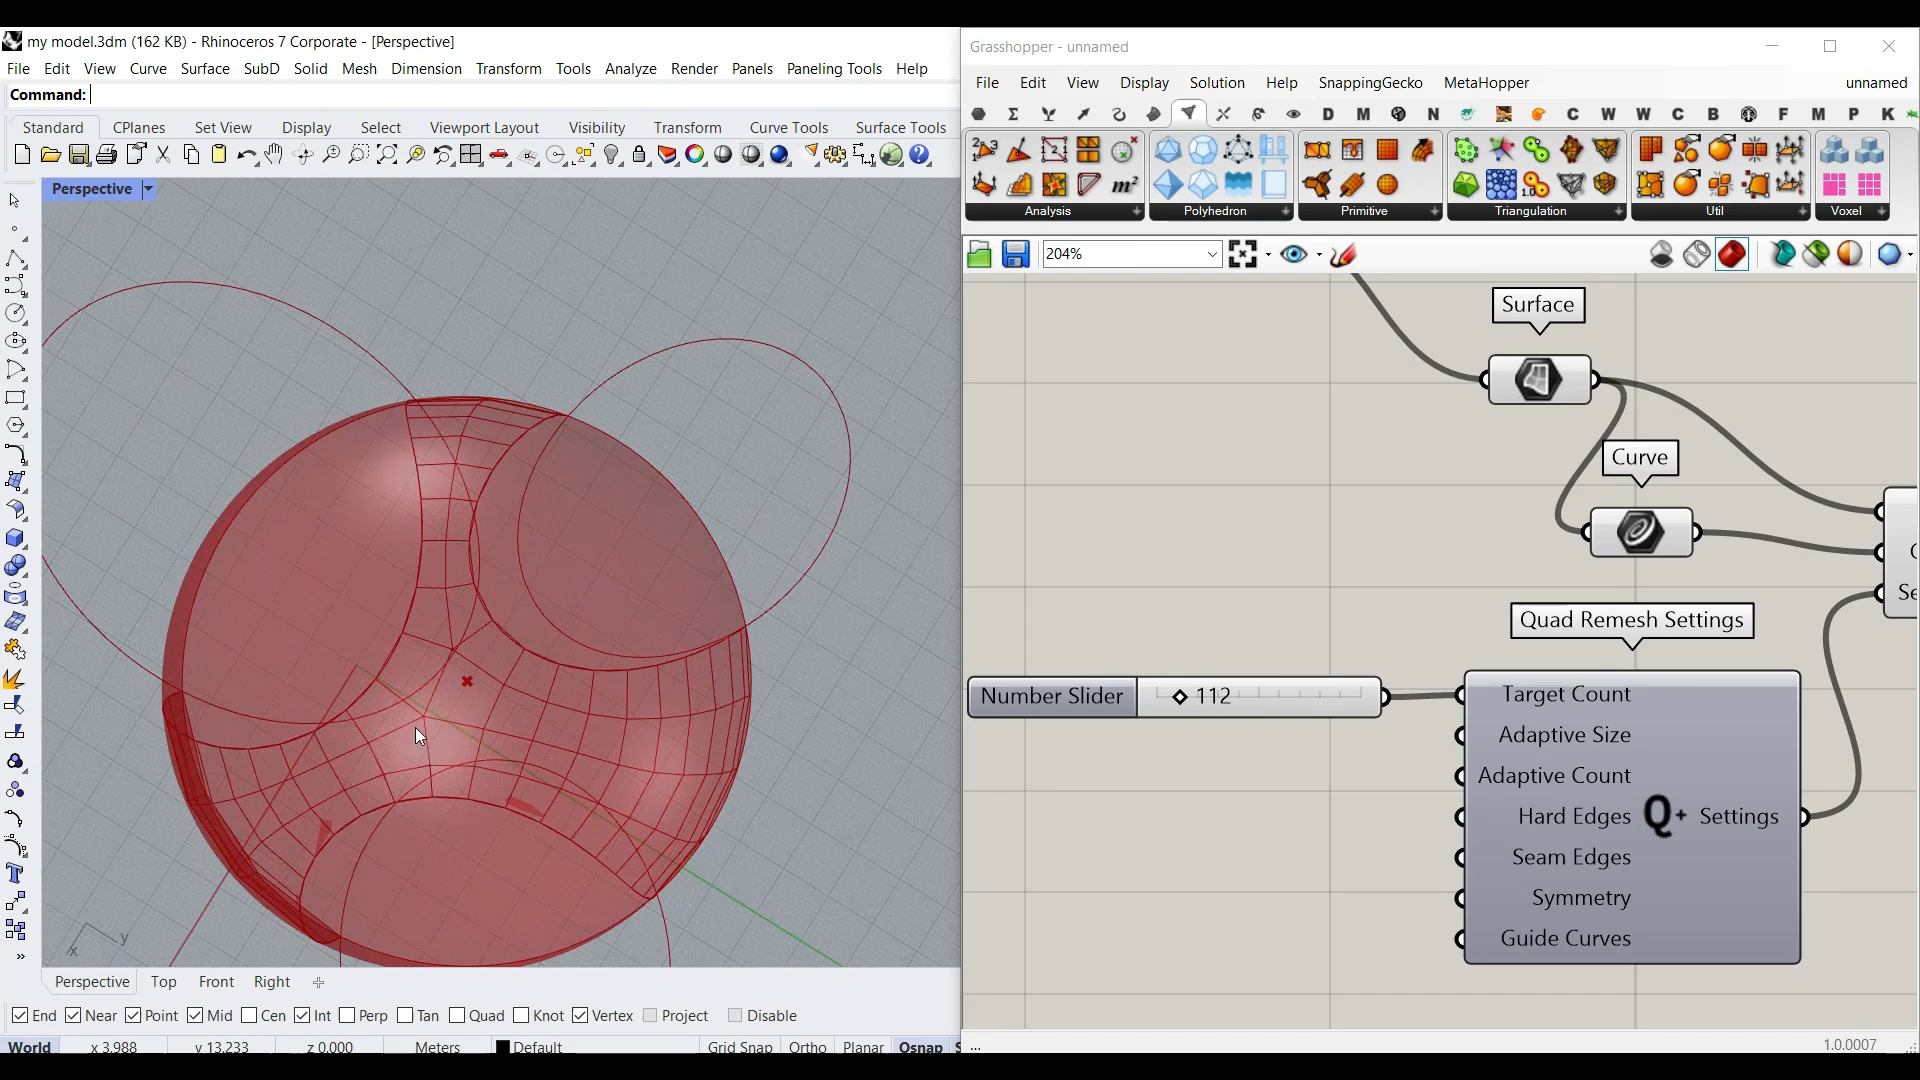 my model.3dm (162 KB) - Rhinoceros 7 Corporate - [Perspective]
File Edit View Curve Surface SubD Solid Mesh Dimension Transform Tools Analyze Render Panels Paneling Tools Help
Command:
Standard CPlanes Set View Display Select Viewport Layout Visibility Transform Curve Tools Surface Tools
Perspective
x y
Perspective Top Front Right
End Near Point Mid Cen Int Perp Tan Quad Knot Vertex Project Disable
World x 3.988 y 13.233 z 0.000 Meters Default Grid Snap Ortho Planar Osnap S
Grasshopper - unnamed
File Edit View Display Solution Help SnappingGecko MetaHopper unnamed
D M N C W W C B F M P K
Analysis Polyhedron Primitive Triangulation Util Voxel
204%
Surface
Curve
Quad Remesh Settings
Se
Number Slider 112
Target Count
Adaptive Size
Adaptive Count
Hard Edges Q+ Settings
Seam Edges
Symmetry
Guide Curves
... 1.0.0007